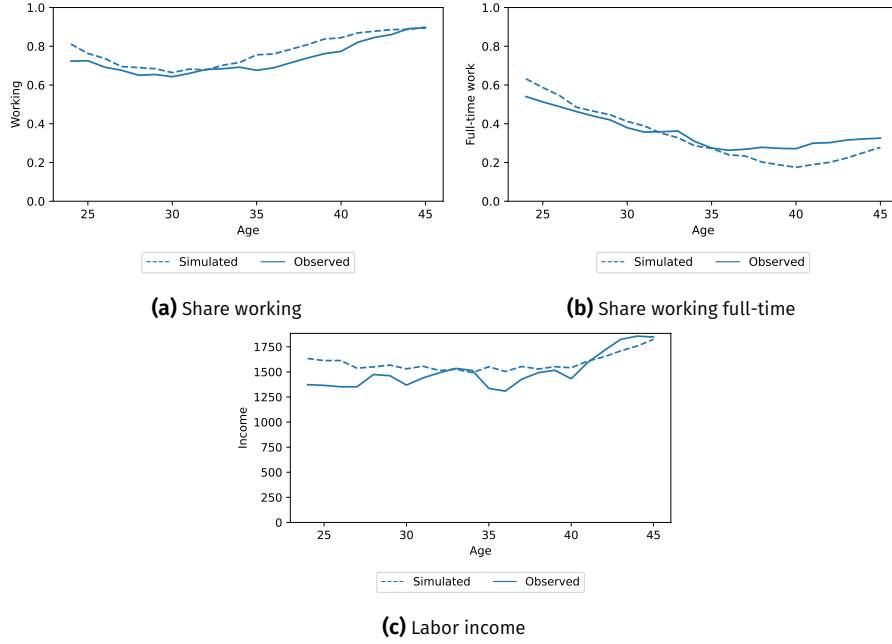 1.0
0.8
0.6
0.4
0.2
0.0
Working
25 30 35 40 45
Age
Simulated Observed
(a) Share working
1.0
0.8
0.6
0.4
0.2
0.0
Full-time work
25 30 35 40 45
Age
Simulated Observed
(b) Share working full-time
1750
1500
1250
1000
750
500
250
0
Income
25 30 35 40 45
Age
Simulated Observed
(c) Labor income